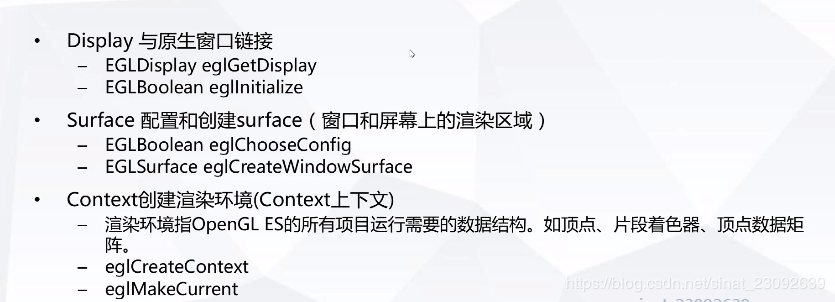 • Display 与原生窗口链接
– EGLDisplay eglGetDisplay
– EGLBoolean eglInitialize
• Surface 配置和创建surface（窗口和屏幕上的渲染区域）
– EGLBoolean eglChooseConfig
– EGLSurface eglCreateWindowSurface
• Context创建渲染环境(Context上下文)
– 渲染环境指OpenGL ES的所有项目运行需要的数据结构。如顶点、片段着色器、顶点数据矩
阵。
– eglCreateContext
– eglMakeCurrent
https://blog.csdn.net/sinat_23092639